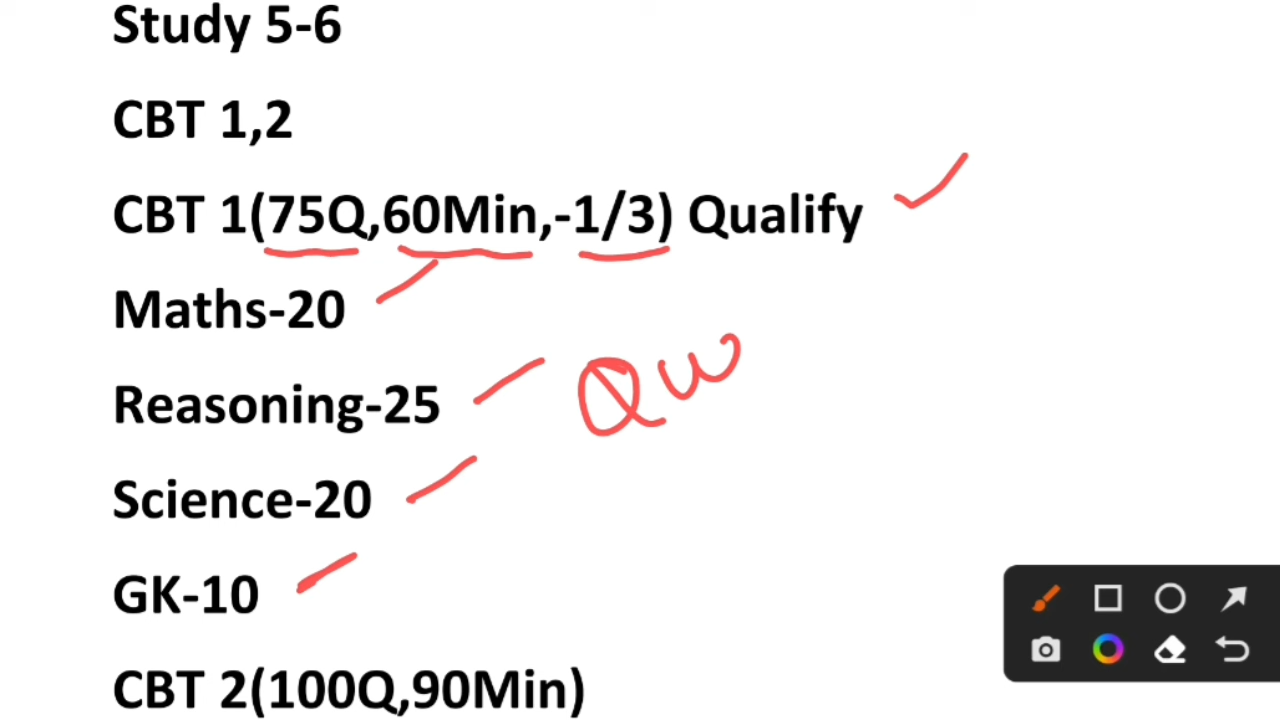 Study 5-6
CBT 1,2
CBT 1(75Q,60Min,-1/3) Qualify
Maths-20
Reasoning-25
Science-20
GK-10
CBT 2(100Q,90Min)